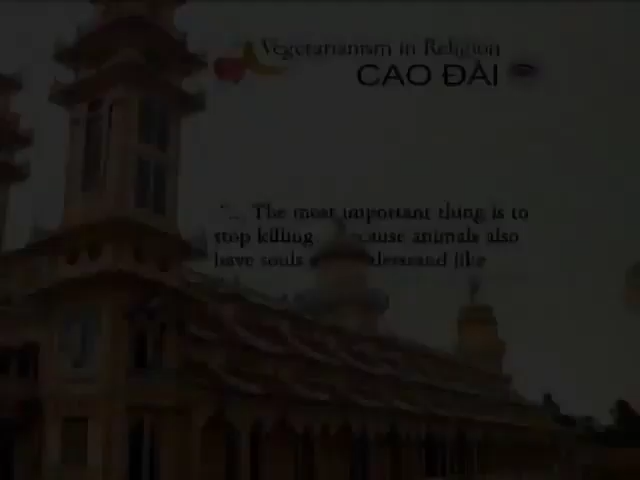 Vegetarianism in Religion
CAO ĐÀI
"... The most important thing is to
stop killing because animals also
have souls understand like